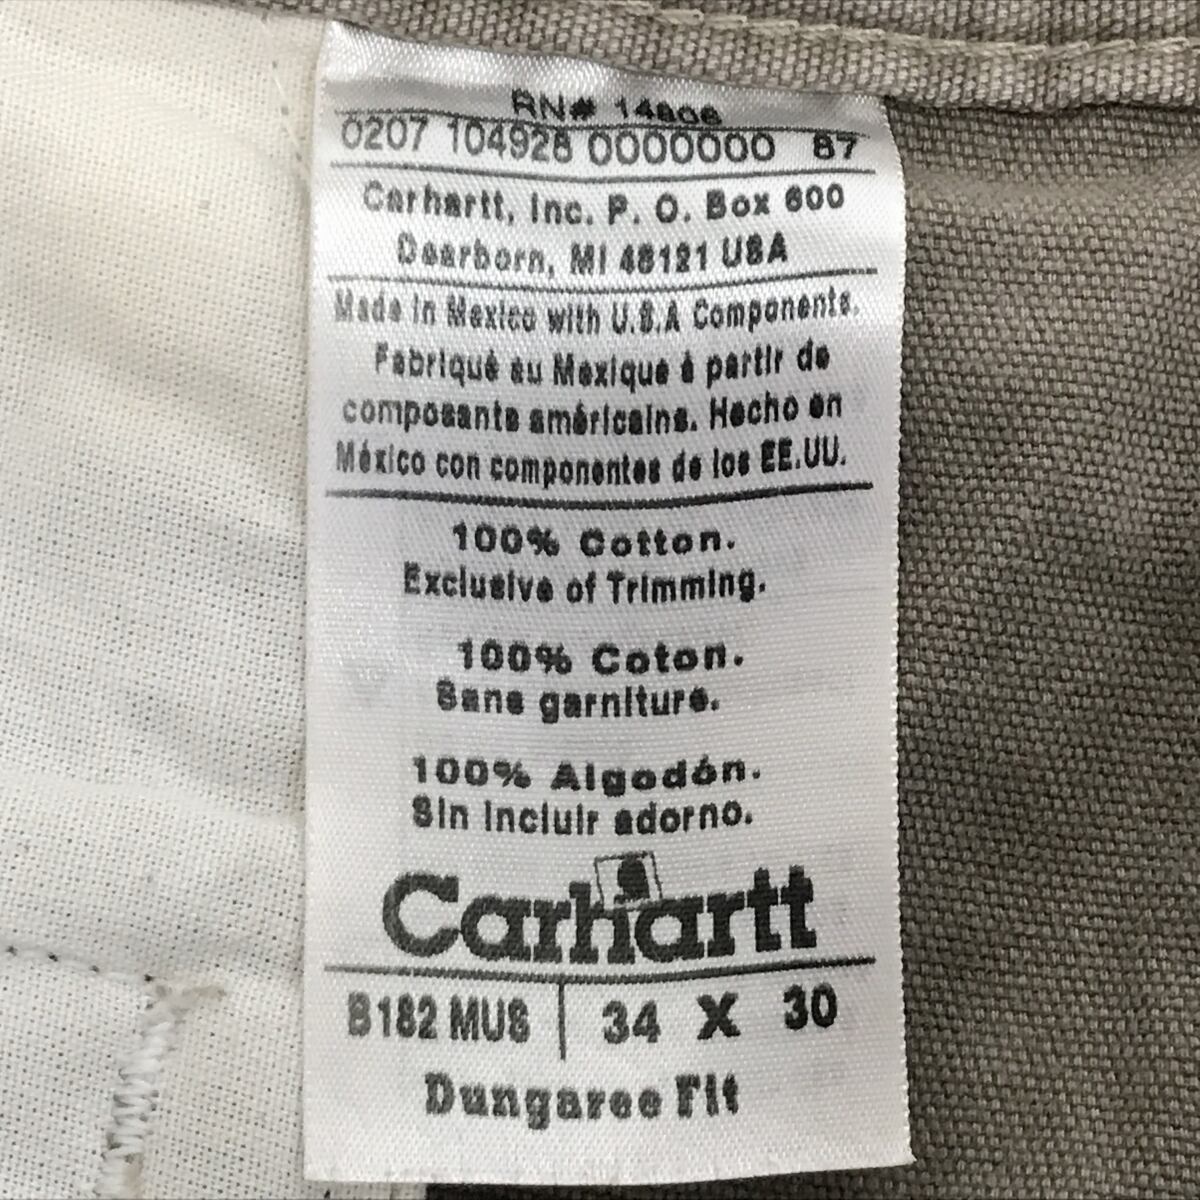 RN# 14806
0207 104928 0000000 87
Carhartt, Inc. P. O. Box 600
Dearborn, MI 48121 USA
Made in Mexico with U.S.A Components.
Fabriqué au Mexique à partir de
composants américains. Hecho en
México con componentes de los EE.UU.
100% Cotton.
Exclusive of Trimming.
100% Coton.
Sans garniture.
100% Algodón.
Sin incluir adorno.
Carhartt
B182 MUS | 34 X 30
Dungaree Fit